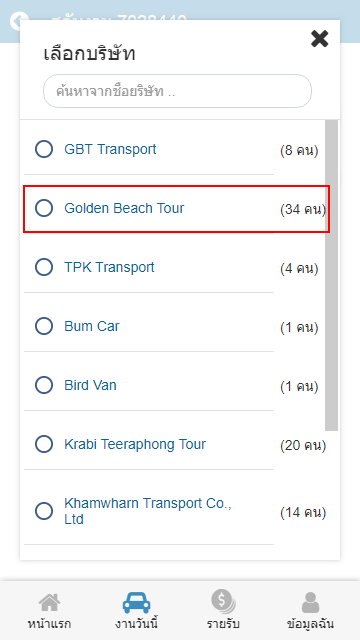 เลือกบริษัท
ค้นหาจากชื่อบริษัท ..
GBT Transport (8 คน)
Golden Beach Tour (34 คน)
TPK Transport (4 คน)
Bum Car (1 คน)
Bird Van (1 คน)
Krabi Teeraphong Tour (20 คน)
Khamwharn Transport Co., (14 คน)
Ltd
หน้าแรก งานวันนี้ รายรับ ข้อมูลฉัน